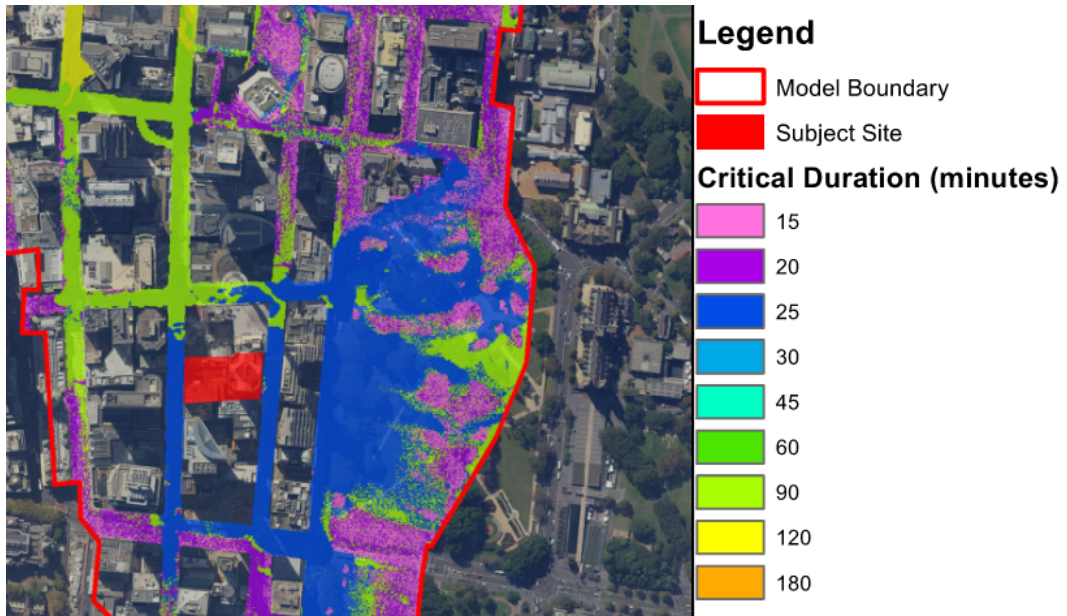 Legend
Model Boundary
Subject Site
Critical Duration (minutes)
15
20
25
30
45
60
90
120
180